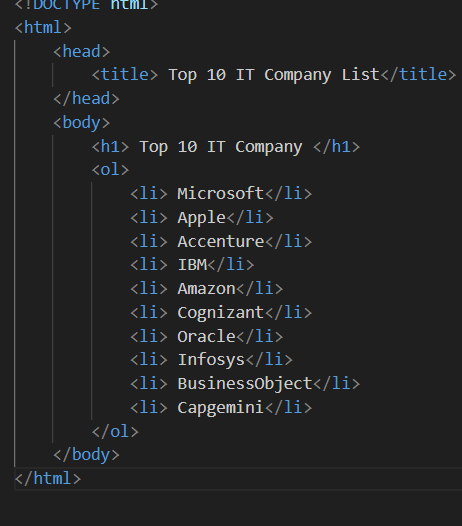 <!DOCTYPE html>
<html>
<head>
<title> Top 10 IT Company List</title>
</head>
<body>
<h1> Top 10 IT Company </h1>
<ol>
<li> Microsoft</li>
<li> Apple</li>
<li> Accenture</li>
<li> IBM</li>
<li> Amazon</li>
<li> Cognizant</li>
<li> Oracle</li>
<li> Infosys</li>
<li> BusinessObject</li>
<li> Capgemini</li>
</ol>
</body>
</html>